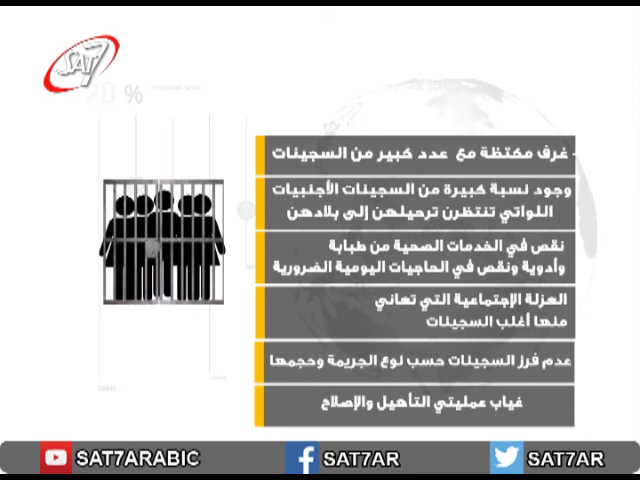 SAT7
%
- غرف مكتظة مع عدد كبير من السجينات
وجود نسبة كبيرة من السجينات الأجنبيات
اللواتي تنتظرن ترحيلهن إلى بلادهن
نقص في الخدمات الصحية من طبابة
وأدوية ونقص في الحاجيات اليومية الضرورية
العزلة الإجتماعية التي تعاني
منها أغلب السجينات
عدم فرز السجينات حسب نوع الجريمة وحجمها
غياب عمليتي التأهيل والإصلاح
SAT7ARABIC
SAT7AR
SAT7AR